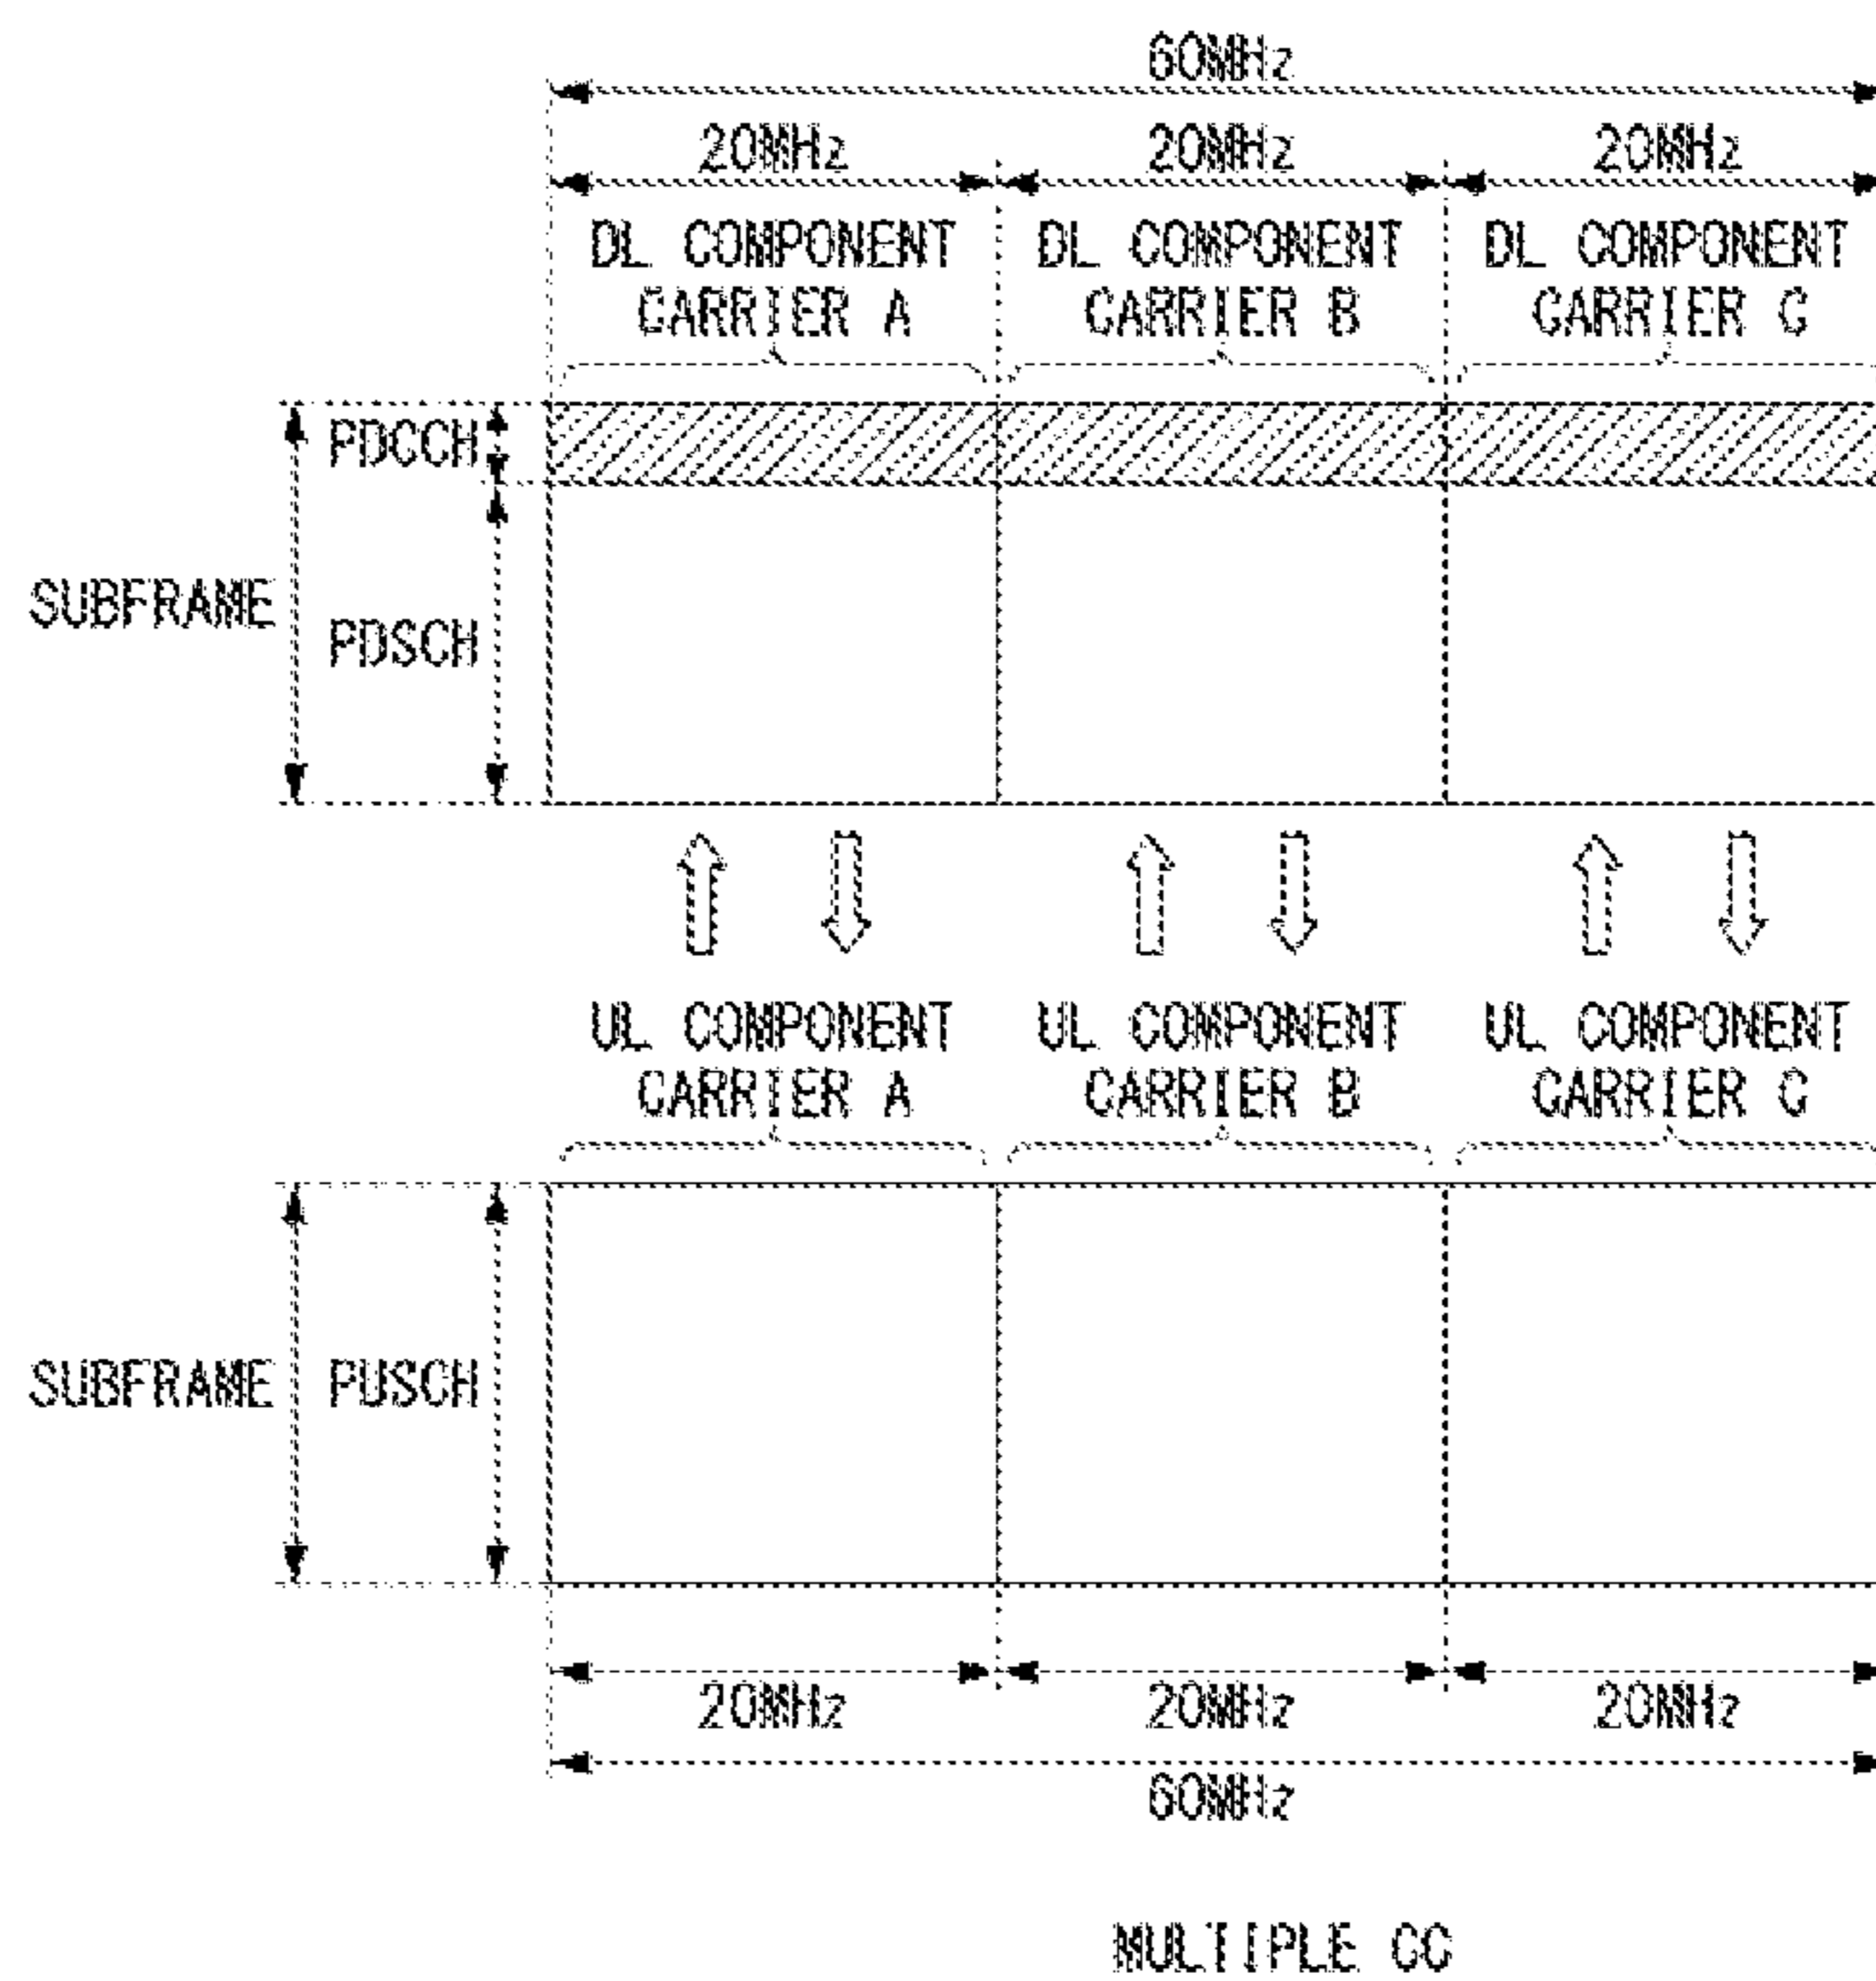 60MHz
20MHz 20MHz 20MHz
DL COMPONENT CARRIER A
DL COMPONENT CARRIER B
DL COMPONENT CARRIER C
PDCCH
SUBFRAME
PDSCH
UL COMPONENT CARRIER A
UL COMPONENT CARRIER B
UL COMPONENT CARRIER C
SUBFRAME PUSCH
20MHz 20MHz 20MHz
60MHz
MULTIPLE CC